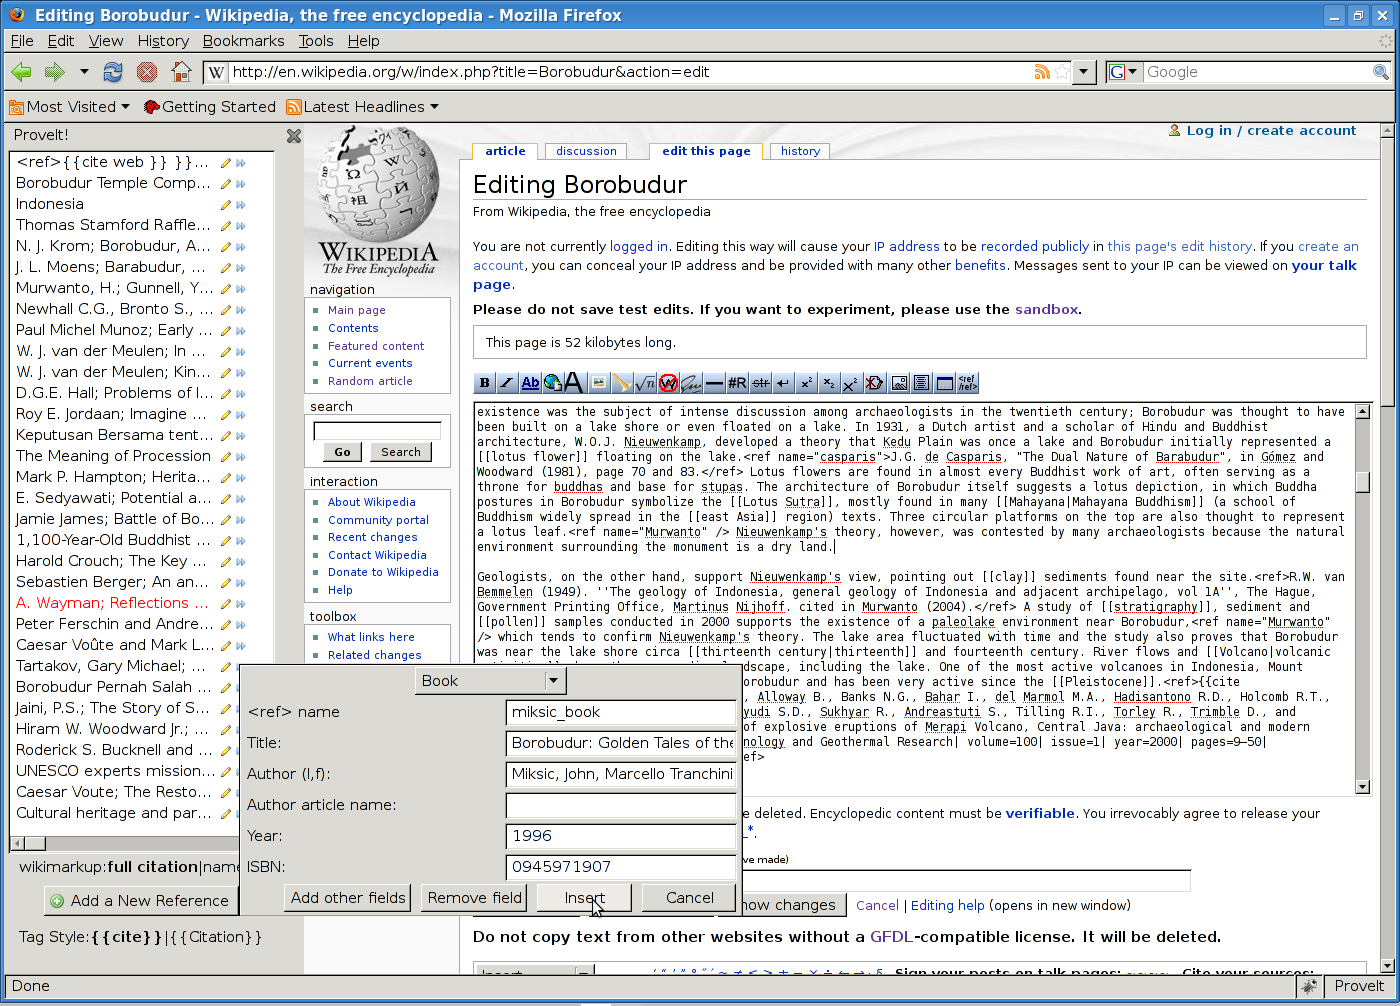 Editing Borobudur - Wikipedia, the free encyclopedia - Mozilla Firefox
File Edit View History Bookmarks Tools Help
W http://en.wikipedia.org/w/index.php?title=Borobudur&action=edit
G Google
Most Visited Getting Started Latest Headlines
ProveIt!
<ref>{{cite web }} }}...
Borobudur Temple Comp...
Indonesia
Thomas Stamford Raffle...
N. J. Krom; Borobudur, A...
J. L. Moens; Barabudur, ...
Murwanto, H.; Gunnell, Y...
Newhall C.G., Bronto S., ...
Paul Michel Munoz; Early ...
W. J. van der Meulen; In ...
W. J. van der Meulen; Kin...
D.G.E. Hall; Problems of I...
Roy E. Jordaan; Imagine ...
Keputusan Bersama tent...
The Meaning of Procession
Mark P. Hampton; Herita...
E. Sedyawati; Potential a...
Jamie James; Battle of Bo...
1,100-Year-Old Buddhist ...
Harold Crouch; The Key ...
Sebastien Berger; An an...
A. Wayman; Reflections ...
Peter Ferschin and Andre...
Caesar Voûte and Mark L...
Tartakov, Gary Michael; ...
Borobudur Pernah Salah ...
Jaini, P.S.; The Story of S...
Hiram W. Woodward Jr.; ...
Roderick S. Bucknell and ...
UNESCO experts mission...
Caesar Voute; The Resto...
Cultural heritage and par...
wikimarkup:full citation|name
Add a New Reference
Tag Style:{{cite}}|{{Citation}}
WIKIPEDIA
The Free Encyclopedia
navigation
Main page
Contents
Featured content
Current events
Random article
search
Go Search
interaction
About Wikipedia
Community portal
Recent changes
Contact Wikipedia
Donate to Wikipedia
Help
toolbox
What links here
Related changes
Log in / create account
article discussion edit this page history
Editing Borobudur
From Wikipedia, the free encyclopedia
You are not currently logged in. Editing this way will cause your IP address to be recorded publicly in this page's edit history. If you create an
account, you can conceal your IP address and be provided with many other benefits. Messages sent to your IP can be viewed on your talk
page.
Please do not save test edits. If you want to experiment, please use the sandbox.
This page is 52 kilobytes long.
B I Ab A √n W #R str x² x₂ x² <ref /ref>
existence was the subject of intense discussion among archaeologists in the twentieth century; Borobudur was thought to have
been built on a lake shore or even floated on a lake. In 1931, a Dutch artist and a scholar of Hindu and Buddhist
architecture, W.O.J. Nieuwenkamp, developed a theory that Kedu Plain was once a lake and Borobudur initially represented a
[[lotus flower]] floating on the lake.<ref name="casparis">J.G. de Casparis, "The Dual Nature of Barabudur", in Gómez and
Woodward (1981), page 70 and 83.</ref> Lotus flowers are found in almost every Buddhist work of art, often serving as a
throne for buddhas and base for stupas. The architecture of Borobudur itself suggests a lotus depiction, in which Buddha
postures in Borobudur symbolize the [[Lotus Sutra]], mostly found in many [[Mahayana|Mahayana Buddhism]] (a school of
Buddhism widely spread in the [[east Asia]] region) texts. Three circular platforms on the top are also thought to represent
a lotus leaf.<ref name="Murwanto" /> Nieuwenkamp's theory, however, was contested by many archaeologists because the natural
environment surrounding the monument is a dry land.
Geologists, on the other hand, support Nieuwenkamp's view, pointing out [[clay]] sediments found near the site.<ref>R.W. van
Bemmelen (1949). ''The geology of Indonesia, general geology of Indonesia and adjacent archipelago, vol 1A'', The Hague,
Government Printing Office, Martinus Nijhoff. cited in Murwanto (2004).</ref> A study of [[stratigraphy]], sediment and
[[pollen]] samples conducted in 2000 supports the existence of a paleolake environment near Borobudur,<ref name="Murwanto"
/> which tends to confirm Nieuwenkamp's theory. The lake area fluctuated with time and the study also proves that Borobudur
was near the lake shore circa [[thirteenth century|thirteenth]] and fourteenth century. River flows and [[Volcano|volcanic
dscape, including the lake. One of the most active volcanoes in Indonesia, Mount
orobudur and has been very active since the [[Pleistocene]].<ref>{{cite
, Alloway B., Banks N.G., Bahar I., del Marmol M.A., Hadisantono R.D., Holcomb R.T.,
yudi S.D., Sukhyar R., Andreastuti S., Tilling R.I., Torley R., Trimble D., and
f explosive eruptions of Merapi Volcano, Central Java: archaeological and modern
nology and Geothermal Research| volume=100| issue=1| year=2000| pages=9–50|
ef>
Book
<ref> name miksic_book
Title: Borobudur: Golden Tales of the
Author (l,f): Miksic, John, Marcello Tranchini
Author article name:
Year: 1996
ISBN: 0945971907
Add other fields Remove field Insert Cancel
e deleted. Encyclopedic content must be verifiable. You irrevocably agree to release your
*.
ve made)
how changes Cancel | Editing help (opens in new window)
Do not copy text from other websites without a GFDL-compatible license. It will be deleted.
Insert Sign your posts on talk pages: Cite your sources:
Done ProveIt